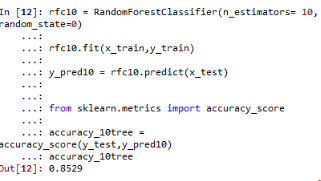 In [12]: rfc10 = RandomForestClassifier(n_estimators= 10,
random_state=0)
...:
...: rfc10.fit(x_train,y_train)
...:
...: y_pred10 = rfc10.predict(x_test)
...:
...:
...: from sklearn.metrics import accuracy_score
...:
...: accuracy_10tree =
accuracy_score(y_test,y_pred10)
...: accuracy_10tree
Out[12]: 0.8529